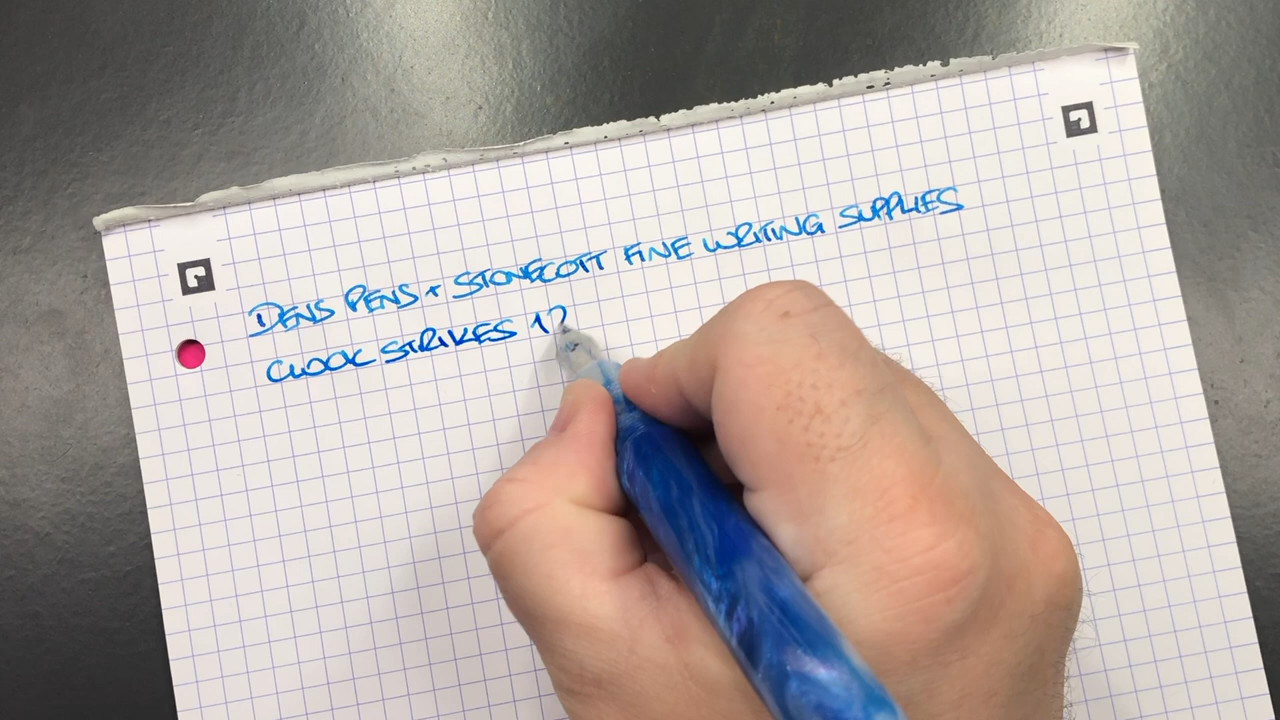 DENS PENS + STONECOTT FINE WRITING SUPPLIES
CLOCK STRIKES 12